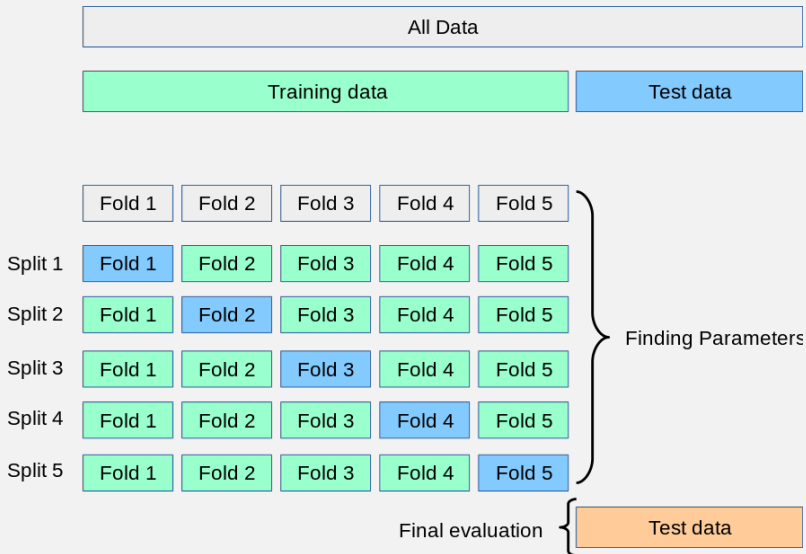 All Data
Training data Test data
Fold 1 Fold 2 Fold 3 Fold 4 Fold 5
Split 1 Fold 1 Fold 2 Fold 3 Fold 4 Fold 5
Split 2 Fold 1 Fold 2 Fold 3 Fold 4 Fold 5
Finding Parameters
Split 3 Fold 1 Fold 2 Fold 3 Fold 4 Fold 5
Split 4 Fold 1 Fold 2 Fold 3 Fold 4 Fold 5
Split 5 Fold 1 Fold 2 Fold 3 Fold 4 Fold 5
Final evaluation Test data